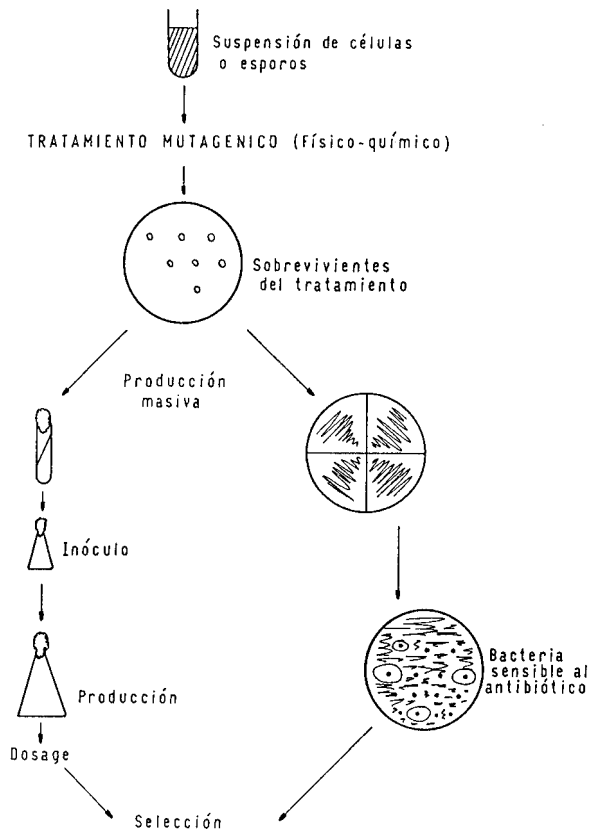 Suspensión de células
o esporos
TRATAMIENTO MUTAGENICO (Físico-químico)
Sobrevivientes
del tratamiento
Producción
masiva
Inóculo
Producción
Dosage
Bacteria
sensible al
antibiótico
Selección